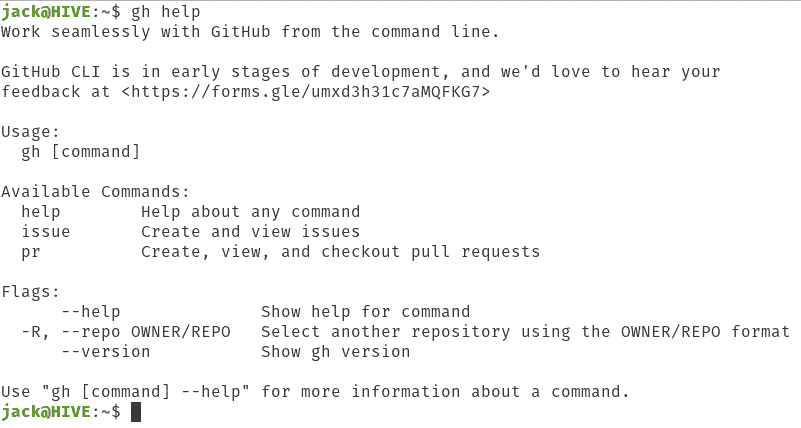 jack@HIVE:~$ gh help
Work seamlessly with GitHub from the command line.
GitHub CLI is in early stages of development, and we'd love to hear your
feedback at <https://forms.gle/umxd3h31c7aMQFKG7>
Usage:
  gh [command]
Available Commands:
  help        Help about any command
  issue       Create and view issues
  pr          Create, view, and checkout pull requests
Flags:
      --help              Show help for command
  -R, --repo OWNER/REPO   Select another repository using the OWNER/REPO format
      --version           Show gh version
Use "gh [command] --help" for more information about a command.
jack@HIVE:~$